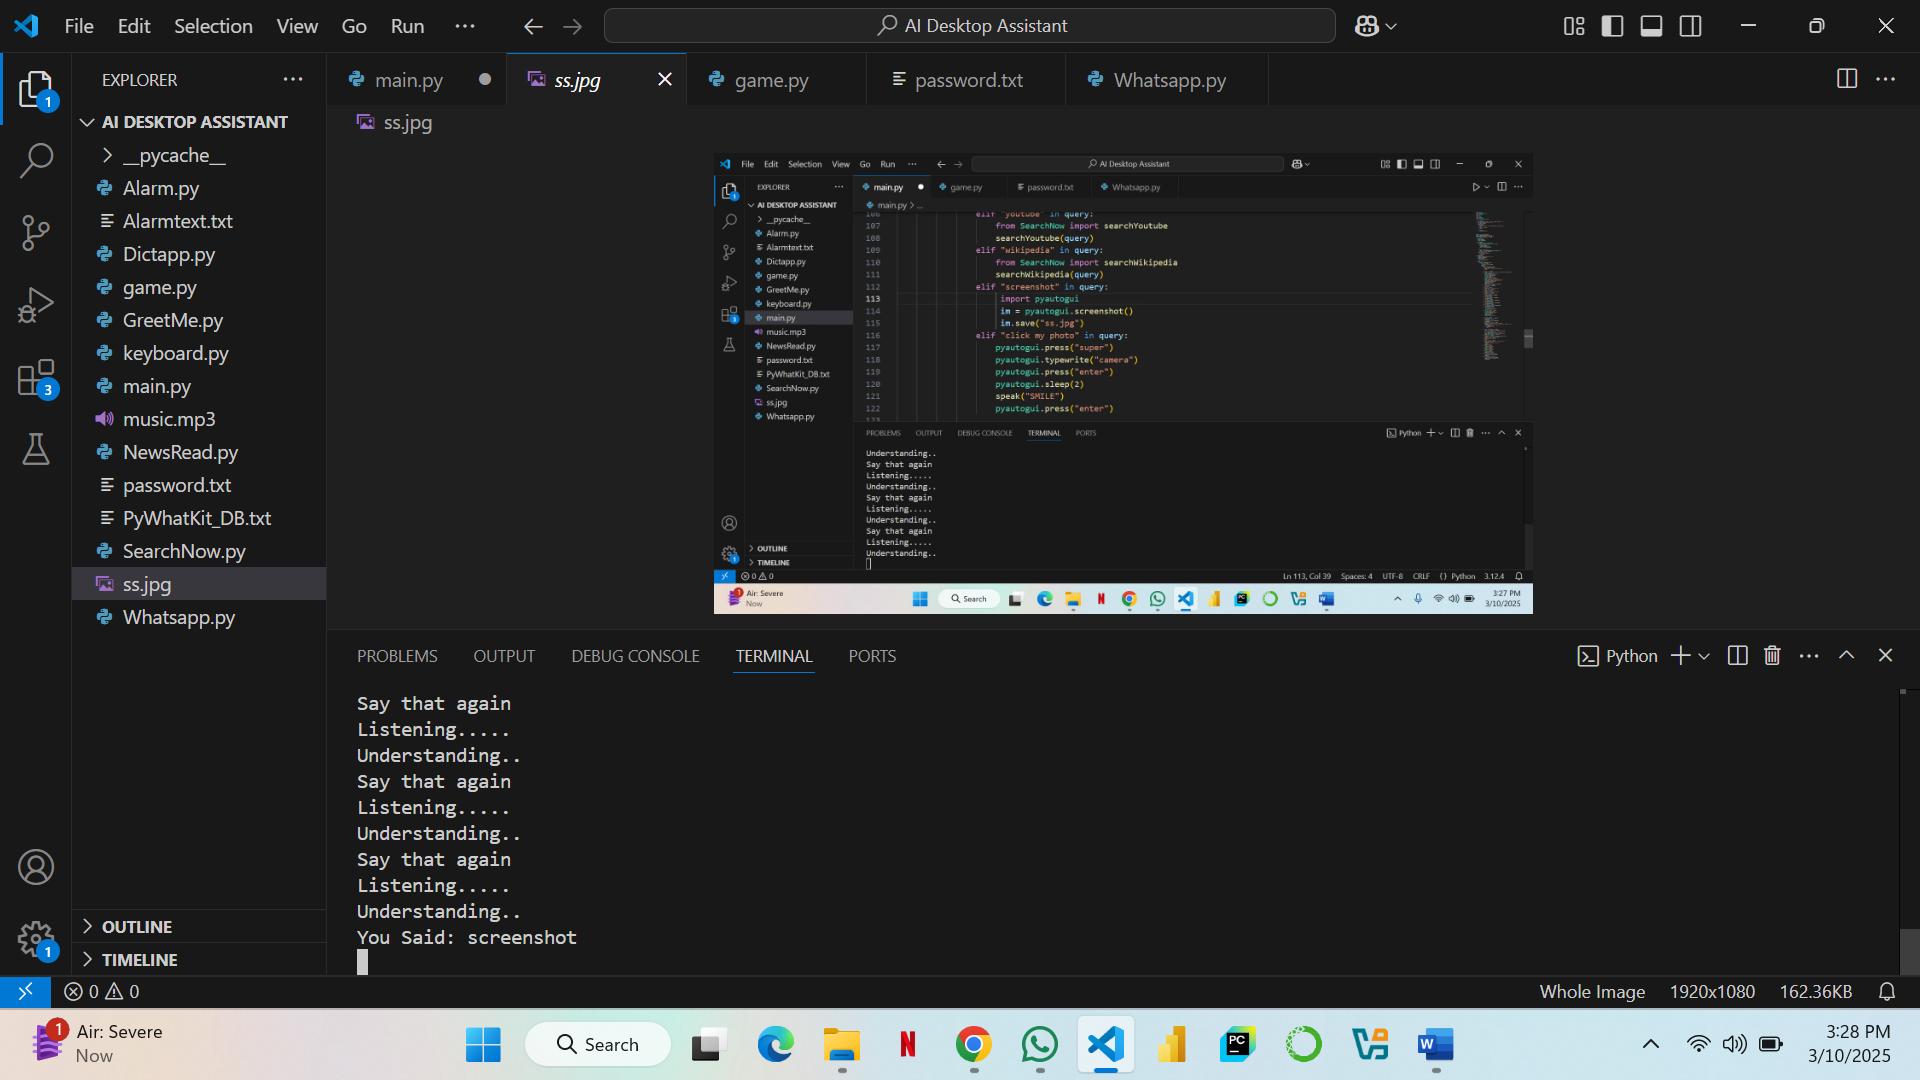 File Edit Selection View Go Run ···
AI Desktop Assistant
EXPLORER ···
AI DESKTOP ASSISTANT
__pycache__
Alarm.py
Alarmtext.txt
Dictapp.py
game.py
GreetMe.py
keyboard.py
main.py
music.mp3
NewsRead.py
password.txt
PyWhatKit_DB.txt
SearchNow.py
ss.jpg
Whatsapp.py
OUTLINE
TIMELINE
1
3
1
main.py ss.jpg game.py password.txt Whatsapp.py
ss.jpg
File Edit Selection View Go Run ···
AI Desktop Assistant
EXPLORER ···
AI DESKTOP ASSISTANT
__pycache__
Alarm.py
Alarmtext.txt
Dictapp.py
game.py
GreetMe.py
keyboard.py
main.py
music.mp3
NewsRead.py
password.txt
PyWhatKit_DB.txt
SearchNow.py
ss.jpg
Whatsapp.py
OUTLINE
TIMELINE
main.py game.py password.txt Whatsapp.py
main.py > ...
106 elif "youtube" in query:
107 from SearchNow import searchYoutube
108 searchYoutube(query)
109 elif "wikipedia" in query:
110 from SearchNow import searchWikipedia
111 searchWikipedia(query)
112 elif "screenshot" in query:
113 import pyautogui
114 im = pyautogui.screenshot()
115 im.save("ss.jpg")
116 elif "click my photo" in query:
117 pyautogui.press("super")
118 pyautogui.typewrite("camera")
119 pyautogui.press("enter")
120 pyautogui.sleep(2)
121 speak("SMILE")
122 pyautogui.press("enter")
PROBLEMS OUTPUT DEBUG CONSOLE TERMINAL PORTS
Python
Understanding..
Say that again
Listening.....
Understanding..
Say that again
Listening.....
Understanding..
Say that again
Listening.....
Understanding..
0 0
Ln 113, Col 39 Spaces: 4 UTF-8 CRLF {} Python 3.12.4
Air: Severe
Now
Search
3:27 PM
3/10/2025
PROBLEMS OUTPUT DEBUG CONSOLE TERMINAL PORTS
Python
Say that again
Listening.....
Understanding..
Say that again
Listening.....
Understanding..
Say that again
Listening.....
Understanding..
You Said: screenshot
0 0
Whole Image 1920x1080 162.36KB
1
Air: Severe
Now
Search
3:28 PM
3/10/2025